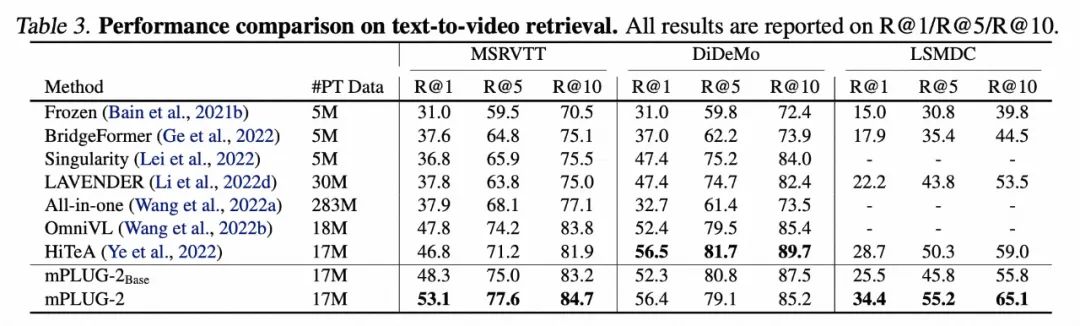 Table 3. Performance comparison on text-to-video retrieval. All results are reported on R@1/R@5/R@10.
MSRVTT DiDeMo LSMDC
Method #PT Data R@1 R@5 R@10 R@1 R@5 R@10 R@1 R@5 R@10
Frozen (Bain et al., 2021b) 5M 31.0 59.5 70.5 31.0 59.8 72.4 15.0 30.8 39.8
BridgeFormer (Ge et al., 2022) 5M 37.6 64.8 75.1 37.0 62.2 73.9 17.9 35.4 44.5
Singularity (Lei et al., 2022) 5M 36.8 65.9 75.5 47.4 75.2 84.0 - - -
LAVENDER (Li et al., 2022d) 30M 37.8 63.8 75.0 47.4 74.7 82.4 22.2 43.8 53.5
All-in-one (Wang et al., 2022a) 283M 37.9 68.1 77.1 32.7 61.4 73.5 - - -
OmniVL (Wang et al., 2022b) 18M 47.8 74.2 83.8 52.4 79.5 85.4 - - -
HiTeA (Ye et al., 2022) 17M 46.8 71.2 81.9 56.5 81.7 89.7 28.7 50.3 59.0
mPLUG-2Base 17M 48.3 75.0 83.2 52.3 80.8 87.5 25.5 45.8 55.8
mPLUG-2 17M 53.1 77.6 84.7 56.4 79.1 85.2 34.4 55.2 65.1